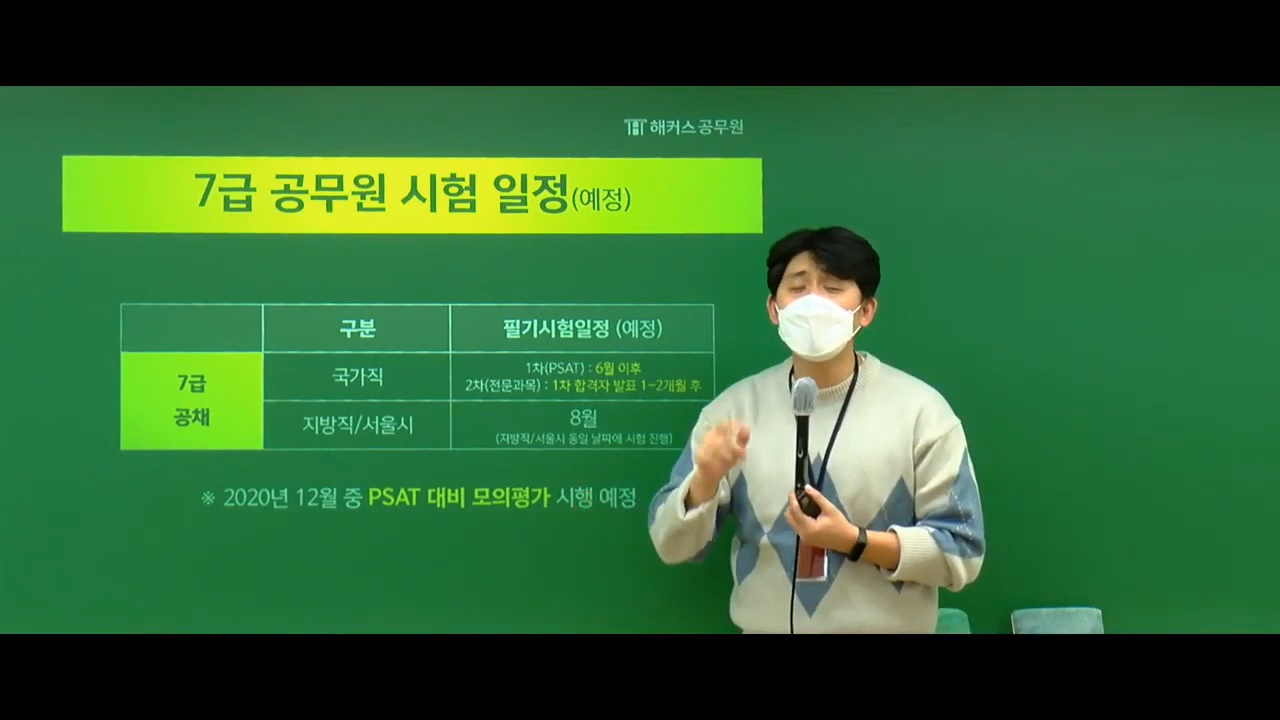 해커스공무원
7급 공무원 시험 일정(예정)
구분 필기시험일정 (예정)
7급 공채
국가직 1차(PSAT) : 6월 이후
2차(전문과목) : 1차 합격자 발표 1~2개월 후
지방직/서울시 8월
(지방직/서울시 동일 날짜에 시험 진행)
※ 2020년 12월 중 PSAT 대비 모의평가 시행 예정